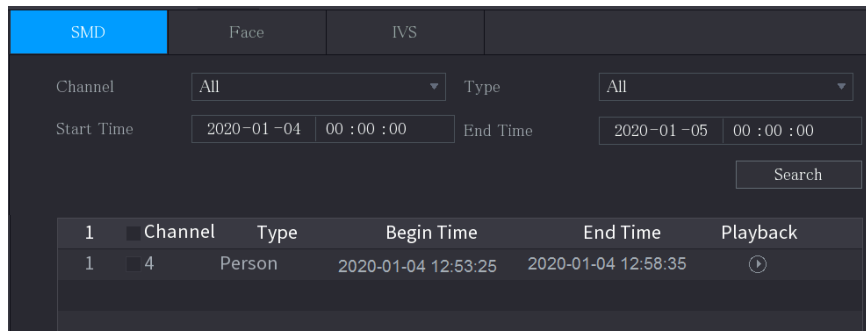 SMD Face IVS
Channel All Type All
Start Time 2020-01-04 00:00:00 End Time 2020-01-05 00:00:00
Search
1 Channel Type Begin Time End Time Playback
1 4 Person 2020-01-04 12:53:25 2020-01-04 12:58:35